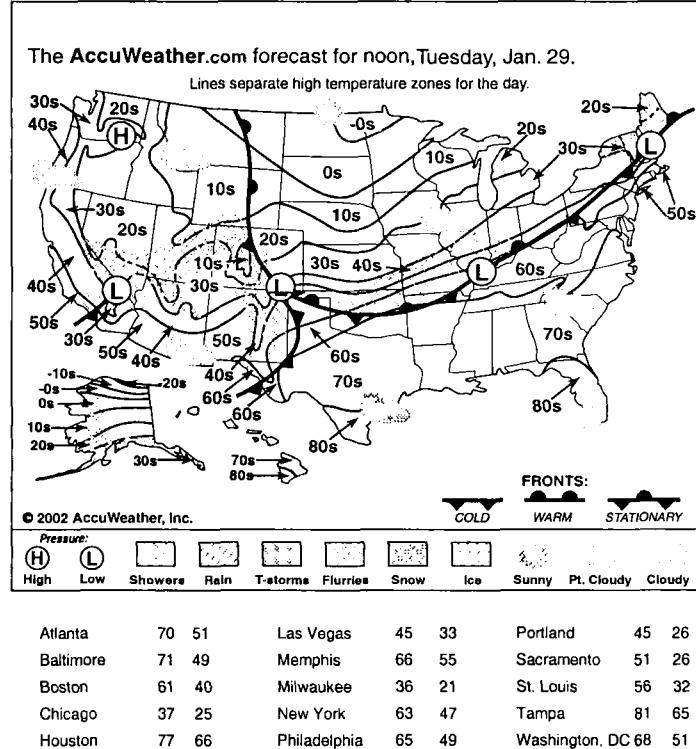 The AccuWeather.com forecast for noon, Tuesday, Jan. 29.
Lines separate high temperature zones for the day.
30s 20s 20s
40s H -0s 20s
10s 30s L
0s
10s
30s 10s 50s
20s 20s
10s 30s 40s L 60s
30s
40s L L
50s
30s 50s 40s 50s 70s
60s
-10s -20s 40s 70s
-0s 60s
0s 60s 80s
10s 80s
20s
30s 70s
80s
FRONTS:
© 2002 AccuWeather, Inc. COLD WARM STATIONARY
Pressure:
H L
High Low Showers Rain T-storms Flurries Snow Ice Sunny Pt. Cloudy Cloudy
Atlanta 70 51 Las Vegas 45 33 Portland 45 26
Baltimore 71 49 Memphis 66 55 Sacramento 51 26
Boston 61 40 Milwaukee 36 21 St. Louis 56 32
Chicago 37 25 New York 63 47 Tampa 81 65
Houston 77 66 Philadelphia 65 49 Washington, DC 68 51